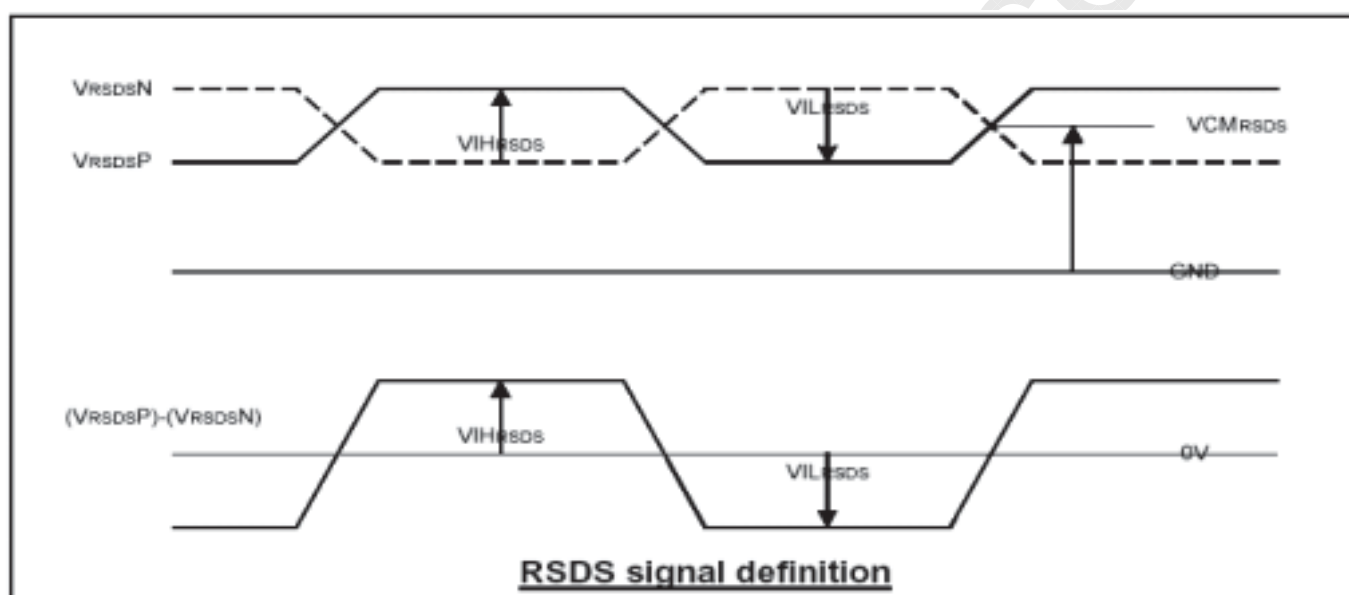 VRSDSN
VILRSDS
VCMRSDS
VIHRSDS
VRSDSP
GND
(VRSDSP)-(VRSDSN)
VIHRSDS
0V
VILRSDS
RSDS signal definition